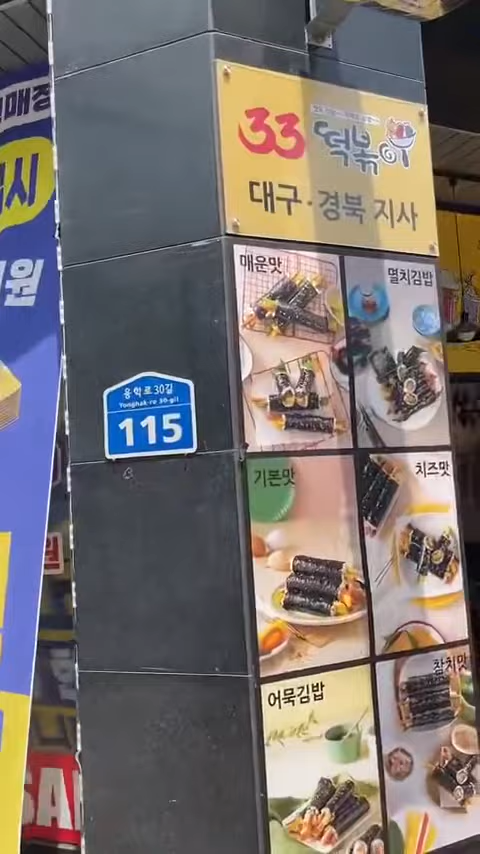 33 떡볶이
대구·경북 지사
매운맛
멸치김밥
용학로30길
Yonghak-ro 30-gil
115
기본맛
치즈맛
어묵김밥
참치맛
매장
시
원